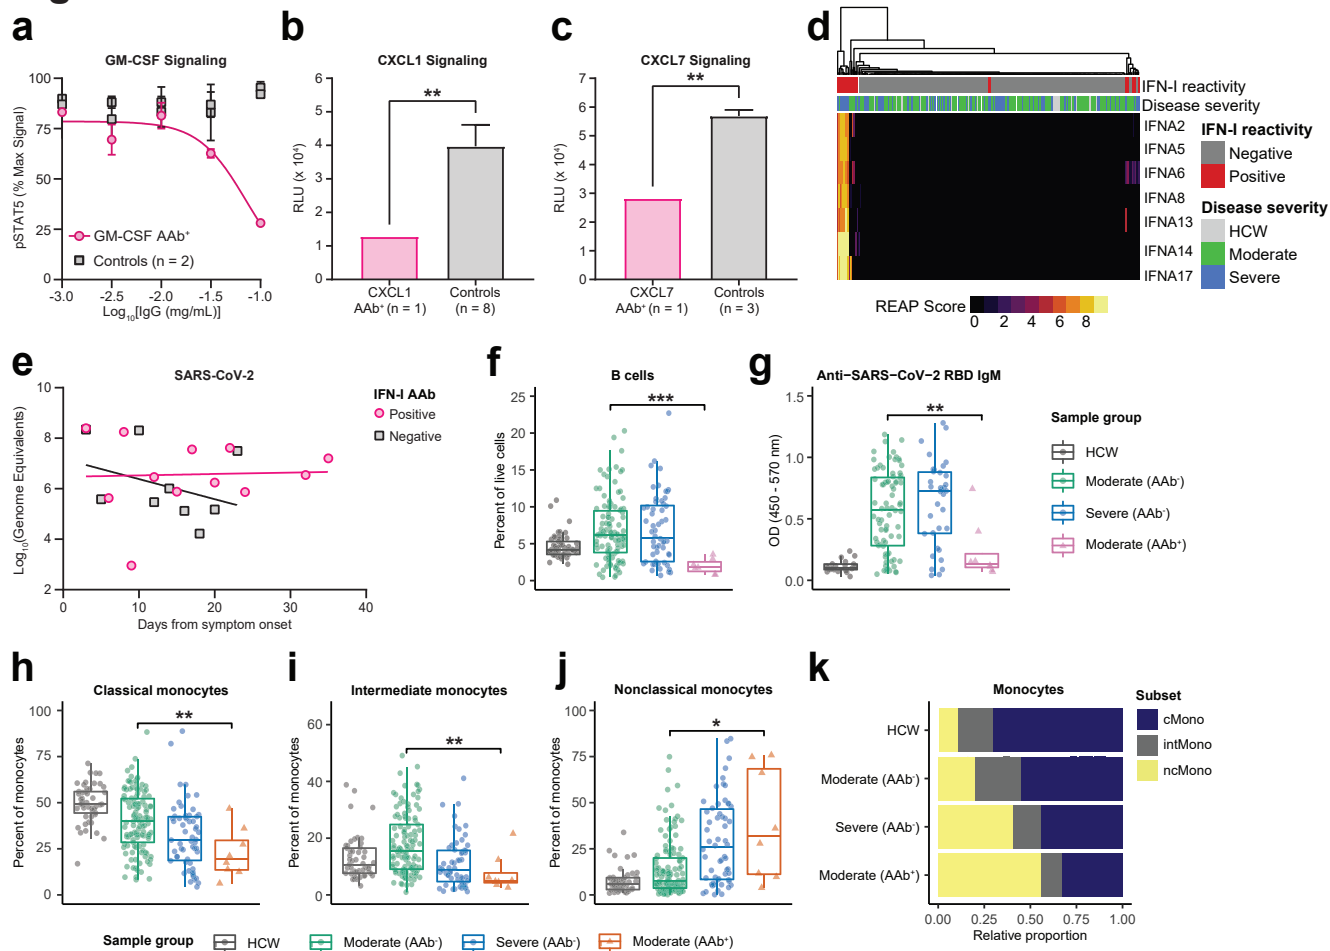 a
GM-CSF Signaling
pSTAT5 (% Max Signal)
100
75
50
25
0
GM-CSF AAb+
Controls (n = 2)
-3.0 -2.5 -2.0 -1.5 -1.0
Log10[IgG (mg/mL)]
b
CXCL1 Signaling
RLU (x 10⁴)
6
5
4
3
2
1
0
**
CXCL1
AAb+ (n = 1)
Controls
(n = 8)
c
CXCL7 Signaling
RLU (x 10⁴)
7
6
5
4
3
2
1
0
**
CXCL7
AAb+ (n = 1)
Controls
(n = 3)
d
IFN-I reactivity
Disease severity
IFNA2
IFNA5
IFNA6
IFNA8
IFNA13
IFNA14
IFNA17
REAP Score
0 2 4 6 8
IFN-I reactivity
Negative
Positive
Disease severity
HCW
Moderate
Severe
e
SARS-CoV-2
Log10(Genome Equivalents)
10
8
6
4
2
0 10 20 30 40
Days from symptom onset
IFN-I AAb
Positive
Negative
f
B cells
Percent of live cells
25
20
15
10
5
0
***
g
Anti−SARS−CoV−2 RBD IgM
OD (450 - 570 nm)
1.5
1.0
0.5
0.0
**
Sample group
HCW
Moderate (AAb-)
Severe (AAb-)
Moderate (AAb+)
h
Classical monocytes
Percent of monocytes
100
75
50
25
0
**
i
Intermediate monocytes
Percent of monocytes
60
40
20
0
**
j
Nonclassical monocytes
Percent of monocytes
100
75
50
25
0
*
k
Monocytes
HCW
Moderate (AAb-)
Severe (AAb-)
Moderate (AAb+)
0.00 0.25 0.50 0.75 1.00
Relative proportion
Subset
cMono
intMono
ncMono
Sample group HCW Moderate (AAb-) Severe (AAb-) Moderate (AAb+)